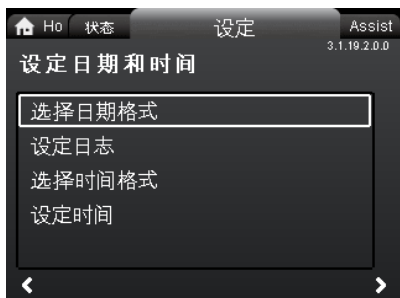 Ho 状态 设定 Assist
3.1.19.2.0.0
设定日期和时间
选择日期格式
设定日志
选择时间格式
设定时间